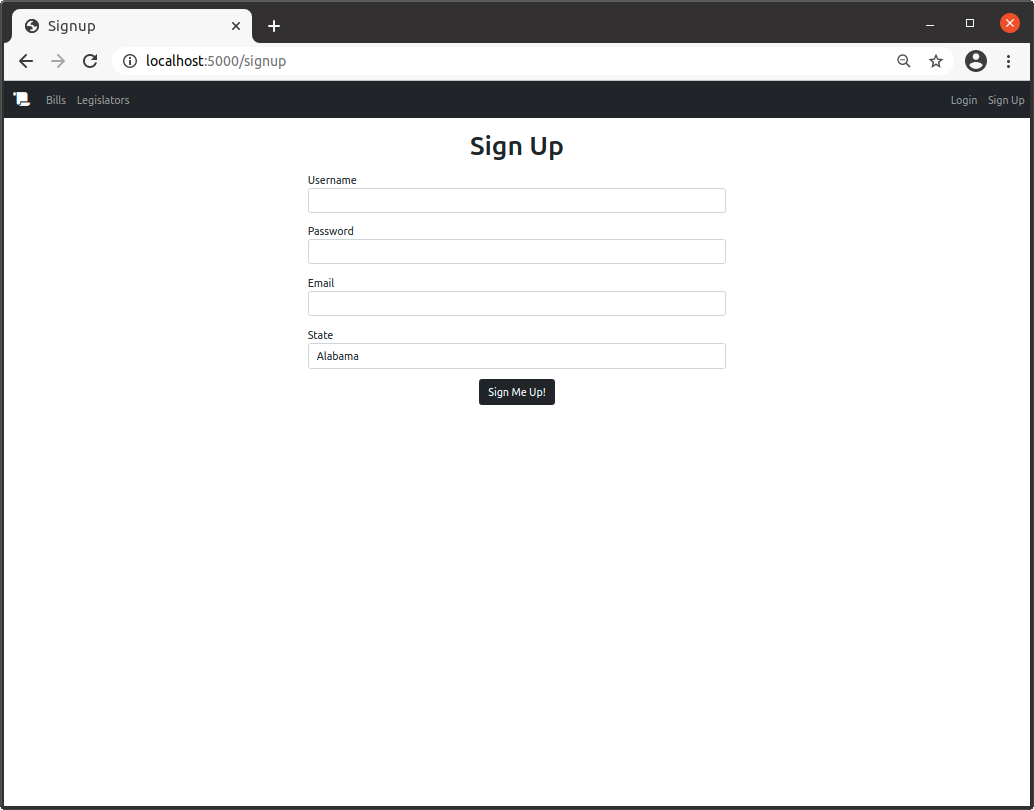 Signup
localhost:5000/signup
Bills Legislators Login Sign Up
Sign Up
Username
Password
Email
State
Alabama
Sign Me Up!